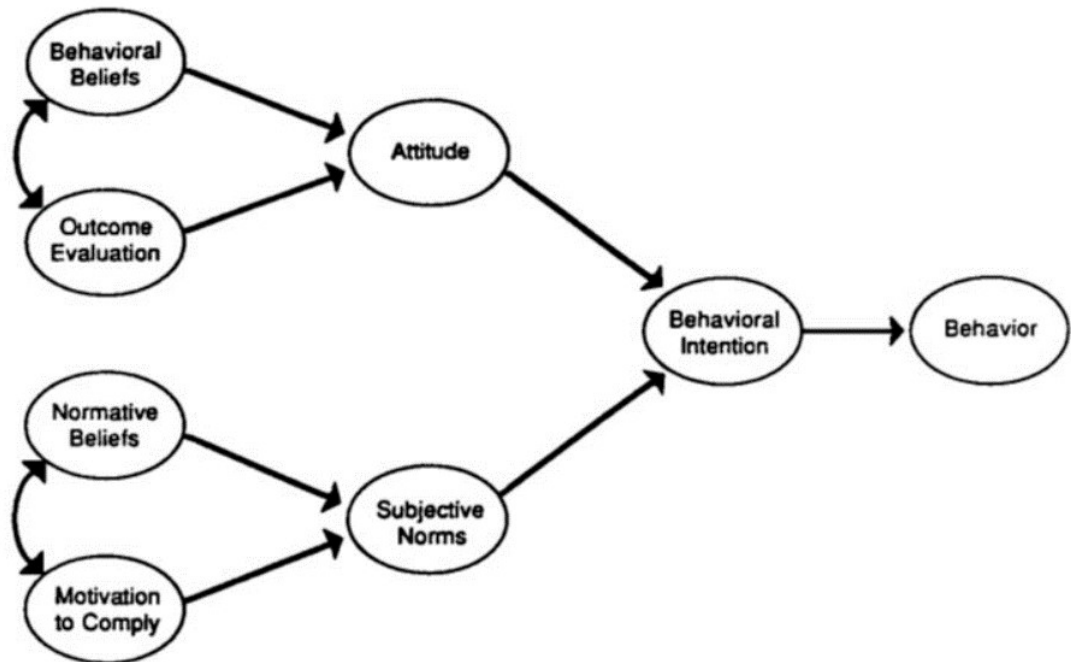 Behavioral
Beliefs
Attitude
Outcome
Evaluation
Behavioral
Intention
Behavior
Normative
Beliefs
Subjective
Norms
Motivation
to Comply